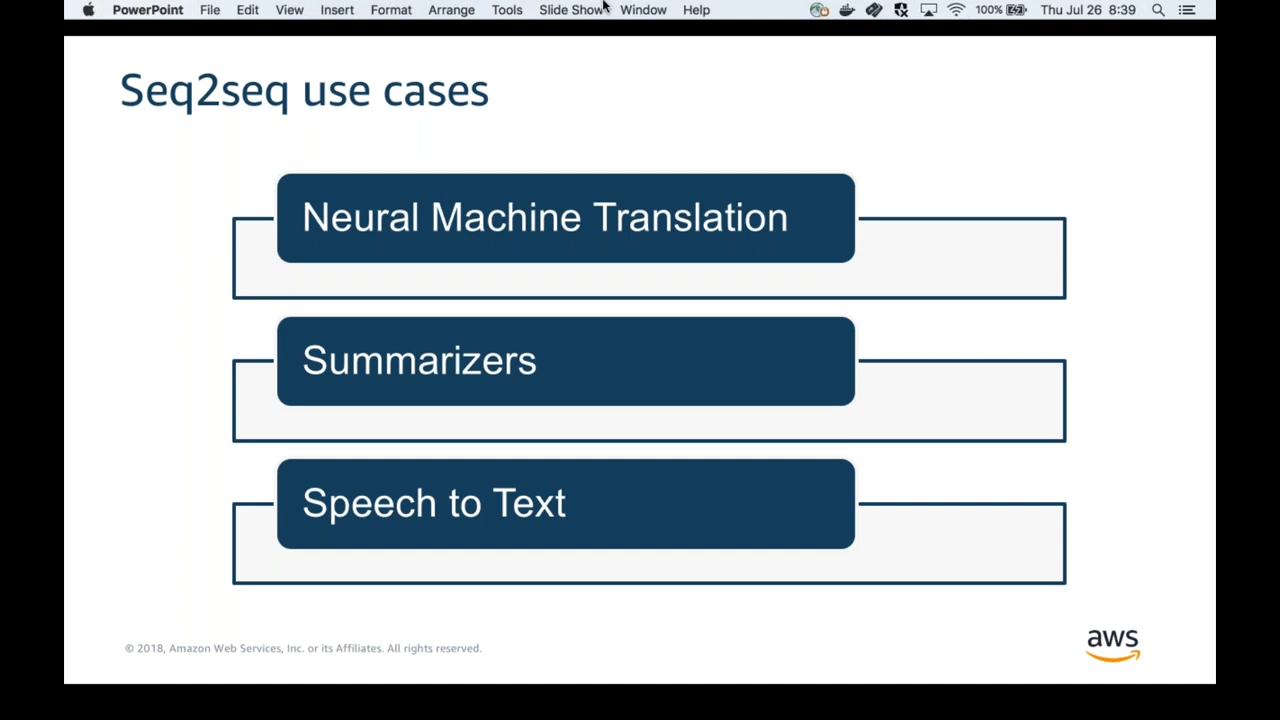 PowerPoint File Edit View Insert Format Arrange Tools Slide Show Window Help 100% Thu Jul 26 8:39
Seq2seq use cases
Neural Machine Translation
Summarizers
Speech to Text
© 2018, Amazon Web Services, Inc. or its Affiliates. All rights reserved.
aws